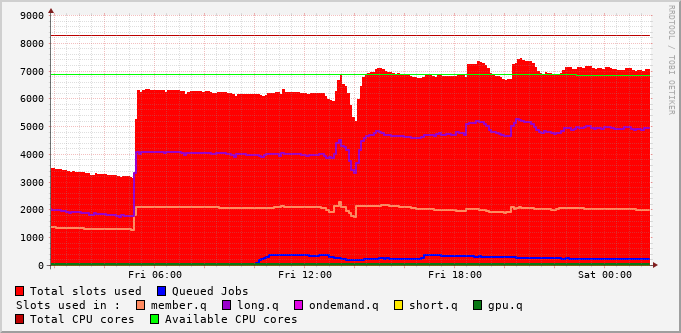 9000
8000
7000
6000
5000
4000
3000
2000
1000
0
Fri 06:00 Fri 12:00 Fri 18:00 Sat 00:00
RRDTOOL / TOBI OETIKER
Total slots used Queued Jobs
Slots used in : member.q long.q ondemand.q short.q gpu.q
Total CPU cores Available CPU cores